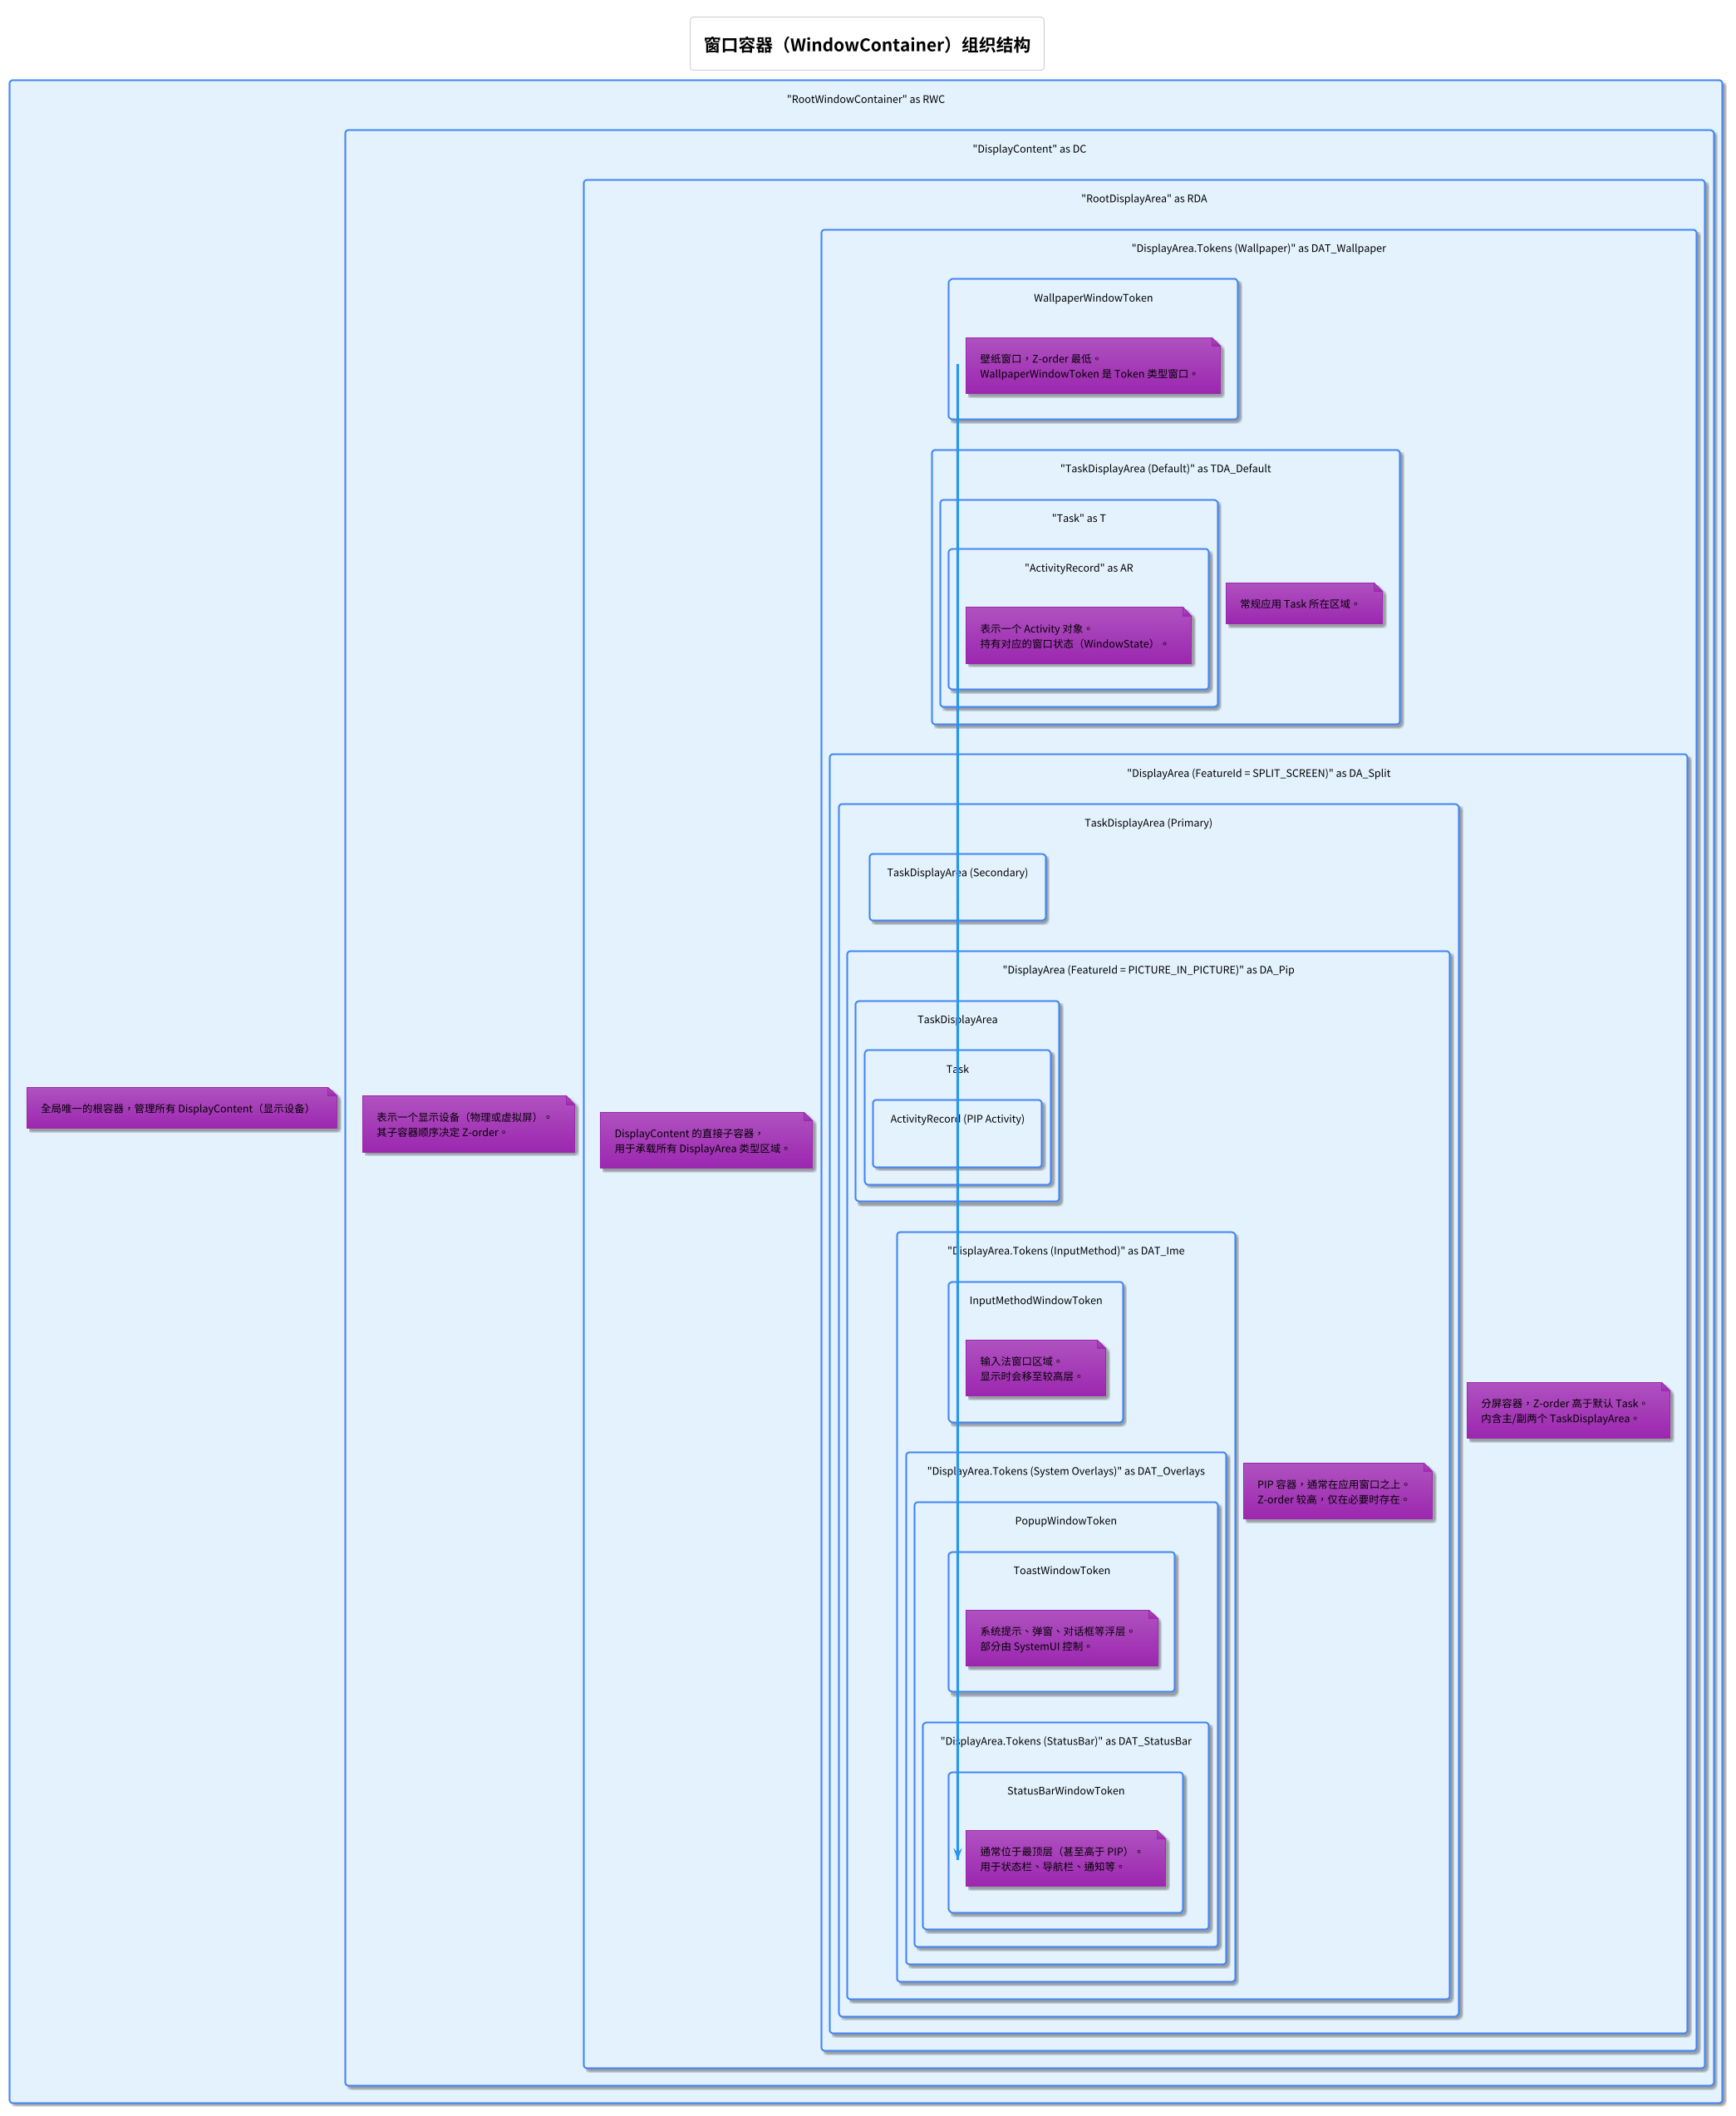 窗口容器（WindowContainer）组织结构
"RootWindowContainer" as RWC
"DisplayContent" as DC
"RootDisplayArea" as RDA
"DisplayArea.Tokens (Wallpaper)" as DAT_Wallpaper
WallpaperWindowToken
壁纸窗口，Z-order 最低。
WallpaperWindowToken 是 Token 类型窗口。
"TaskDisplayArea (Default)" as TDA_Default
"Task" as T
"ActivityRecord" as AR
表示一个 Activity 对象。
持有对应的窗口状态（WindowState）。
常规应用 Task 所在区域。
"DisplayArea (FeatureId = SPLIT_SCREEN)" as DA_Split
TaskDisplayArea (Primary)
TaskDisplayArea (Secondary)
"DisplayArea (FeatureId = PICTURE_IN_PICTURE)" as DA_Pip
TaskDisplayArea
Task
ActivityRecord (PIP Activity)
全局唯一的根容器，管理所有 DisplayContent（显示设备）
表示一个显示设备（物理或虚拟屏）。
其子容器顺序决定 Z-order。
DisplayContent 的直接子容器，
用于承载所有 DisplayArea 类型区域。
"DisplayArea.Tokens (InputMethod)" as DAT_Ime
InputMethodWindowToken
输入法窗口区域。
显示时会移至较高层。
分屏容器，Z-order 高于默认 Task。
内含主/副两个 TaskDisplayArea。
"DisplayArea.Tokens (System Overlays)" as DAT_Overlays
PIP 容器，通常在应用窗口之上。
Z-order 较高，仅在必要时存在。
PopupWindowToken
ToastWindowToken
系统提示、弹窗、对话框等浮层。
部分由 SystemUI 控制。
"DisplayArea.Tokens (StatusBar)" as DAT_StatusBar
StatusBarWindowToken
通常位于最顶层（甚至高于 PIP）。
用于状态栏、导航栏、通知等。